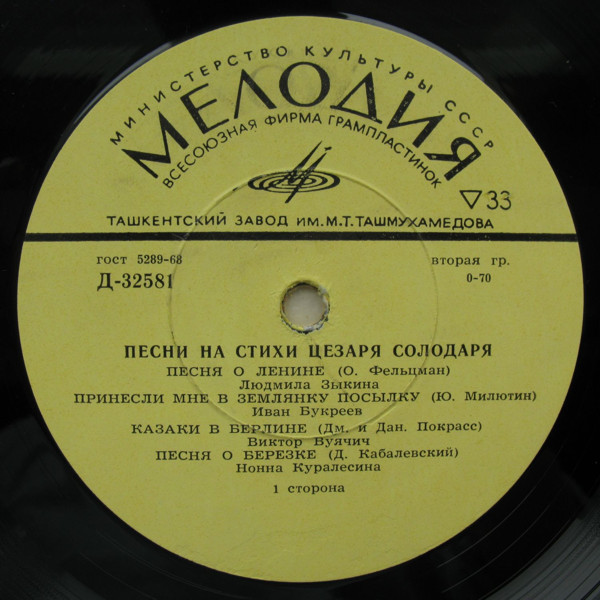 МИНИСТЕРСТВО КУЛЬТУРЫ СССР
МЕЛОДИЯ
ВСЕСОЮЗНАЯ ФИРМА ГРАМПЛАСТИНОК
▽33
ТАШКЕНТСКИЙ ЗАВОД ИМ. М.Т.ТАШМУХАМЕДОВА
гост 5289-68 вторая гр.
Д-32581 0-70
ПЕСНИ НА СТИХИ ЦЕЗАРЯ СОЛОДАРЯ
ПЕСНЯ О ЛЕНИНЕ (О. Фельцман)
Людмила Зыкина
ПРИНЕСЛИ МНЕ В ЗЕМЛЯНКУ ПОСЫЛКУ (Ю. Милютин)
Иван Букреев
КАЗАКИ В БЕРЛИНЕ (Дм. и Дан. Покрасс)
Виктор Вуячич
ПЕСНЯ О БЕРЕЗКЕ (Д. Кабалевский)
Нонна Куралесина
1 сторона